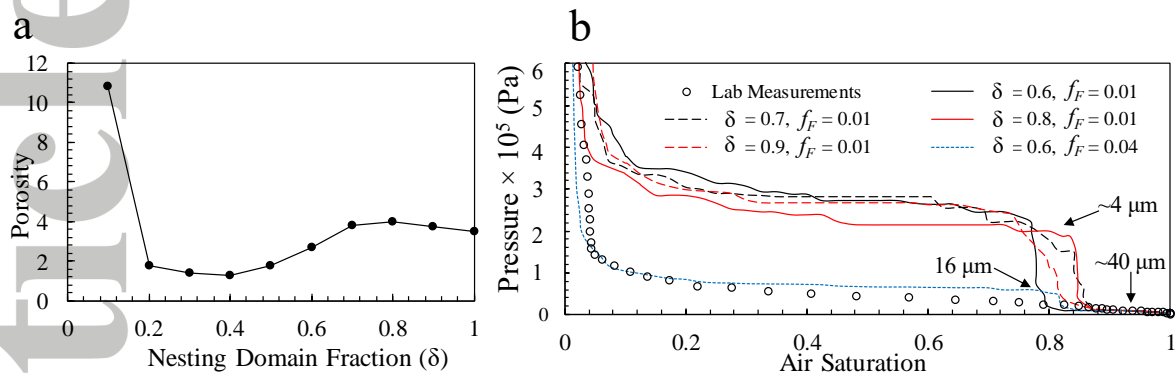 a
12
10
8
6
4
2
0
Porosity
0
0.2
0.4
0.6
0.8
1
Nesting Domain Fraction (δ)
b
6
5
4
3
2
1
0
Pressure × 10⁵ (Pa)
Lab Measurements
δ = 0.6, f_F = 0.01
δ = 0.7, f_F = 0.01
δ = 0.8, f_F = 0.01
δ = 0.9, f_F = 0.01
δ = 0.6, f_F = 0.04
~4 μm
16 μm
~40 μm
0
0.2
0.4
0.6
0.8
1
Air Saturation